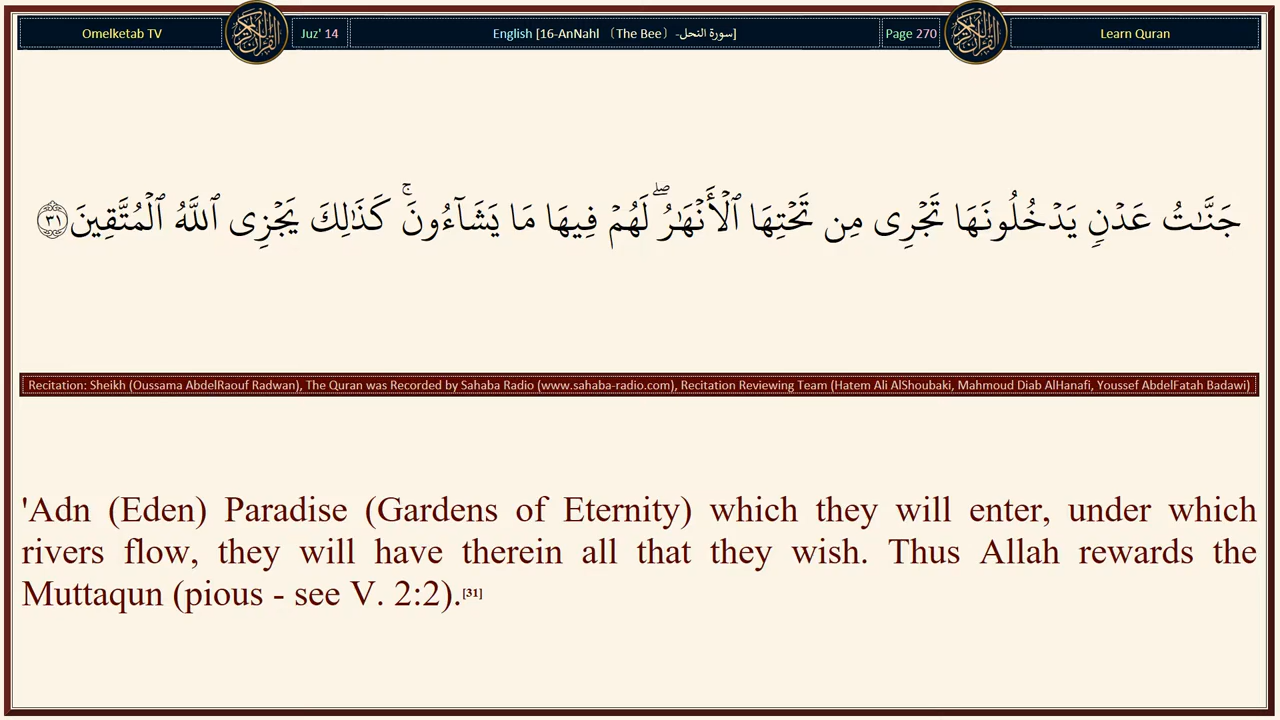 Omelketab TV
Juz' 14
English [16-AnNahl 〔The Bee〕-سورة النحل]
Page 270
Learn Quran
جَنَّـٰتُ عَدۡنٖ يَدۡخُلُونَهَا تَجۡرِى مِن تَحۡتِهَا ٱلۡأَنۡهَـٰرُۖ لَهُمۡ فِيهَا مَا يَشَآءُونَۚ كَذَٰلِكَ يَجۡزِى ٱللَّهُ ٱلۡمُتَّقِينَ ٣١
Recitation: Sheikh (Oussama AbdelRaouf Radwan), The Quran was Recorded by Sahaba Radio (www.sahaba-radio.com), Recitation Reviewing Team (Hatem Ali AlShoubaki, Mahmoud Diab AlHanafi, Youssef AbdelFatah Badawi)
'Adn (Eden) Paradise (Gardens of Eternity) which they will enter, under which
rivers flow, they will have therein all that they wish. Thus Allah rewards the
Muttaqun (pious - see V. 2:2).[31]